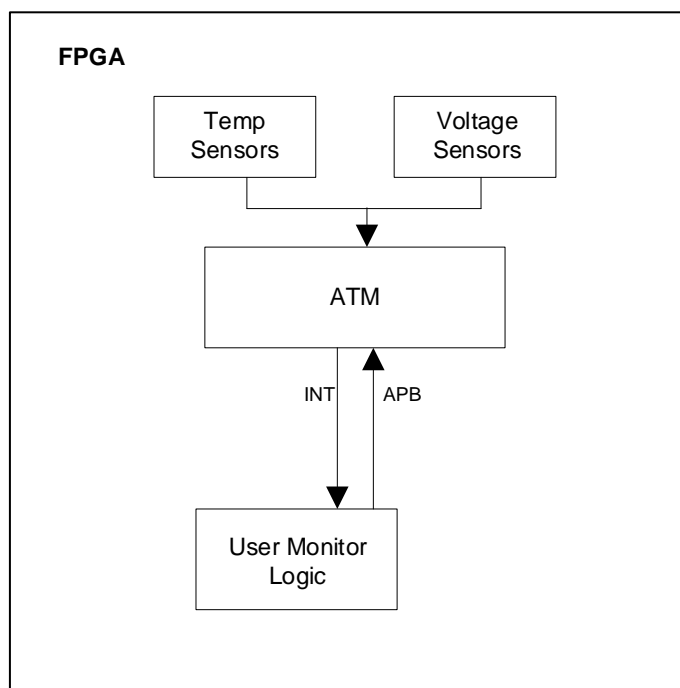 FPGA
Temp
Sensors
Voltage
Sensors
ATM
INT
APB
User Monitor
Logic